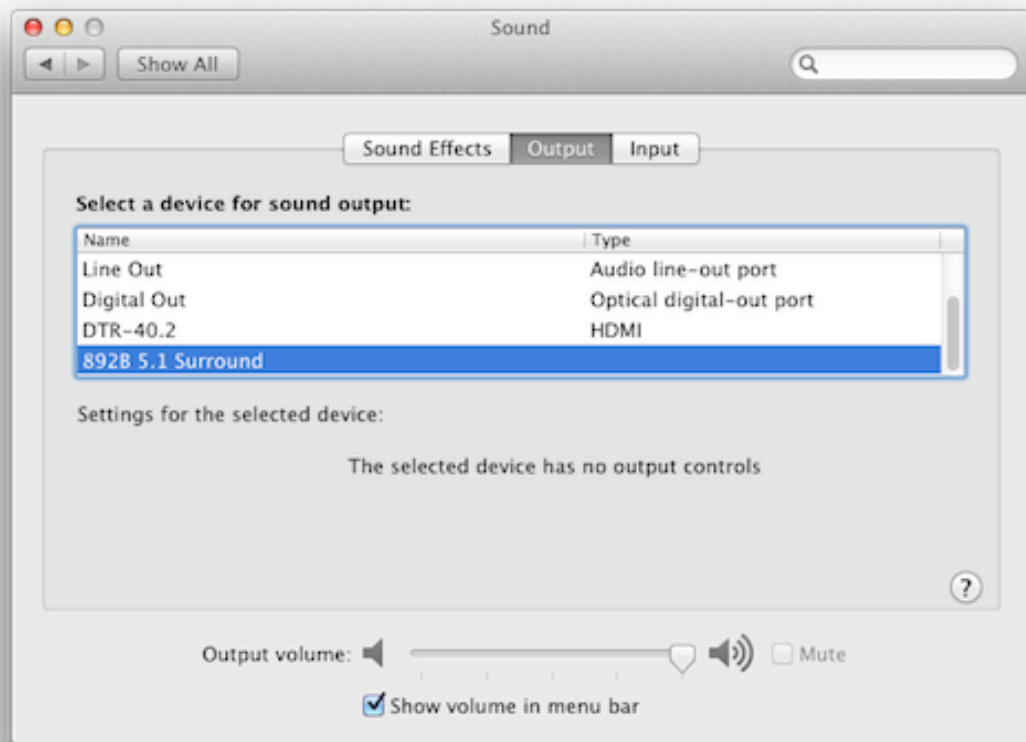 Sound
Show All
Sound Effects Output Input
Select a device for sound output:
Name Type
Line Out Audio line-out port
Digital Out Optical digital-out port
DTR-40.2 HDMI
892B 5.1 Surround
Settings for the selected device:
The selected device has no output controls
?
Output volume: Mute
Show volume in menu bar